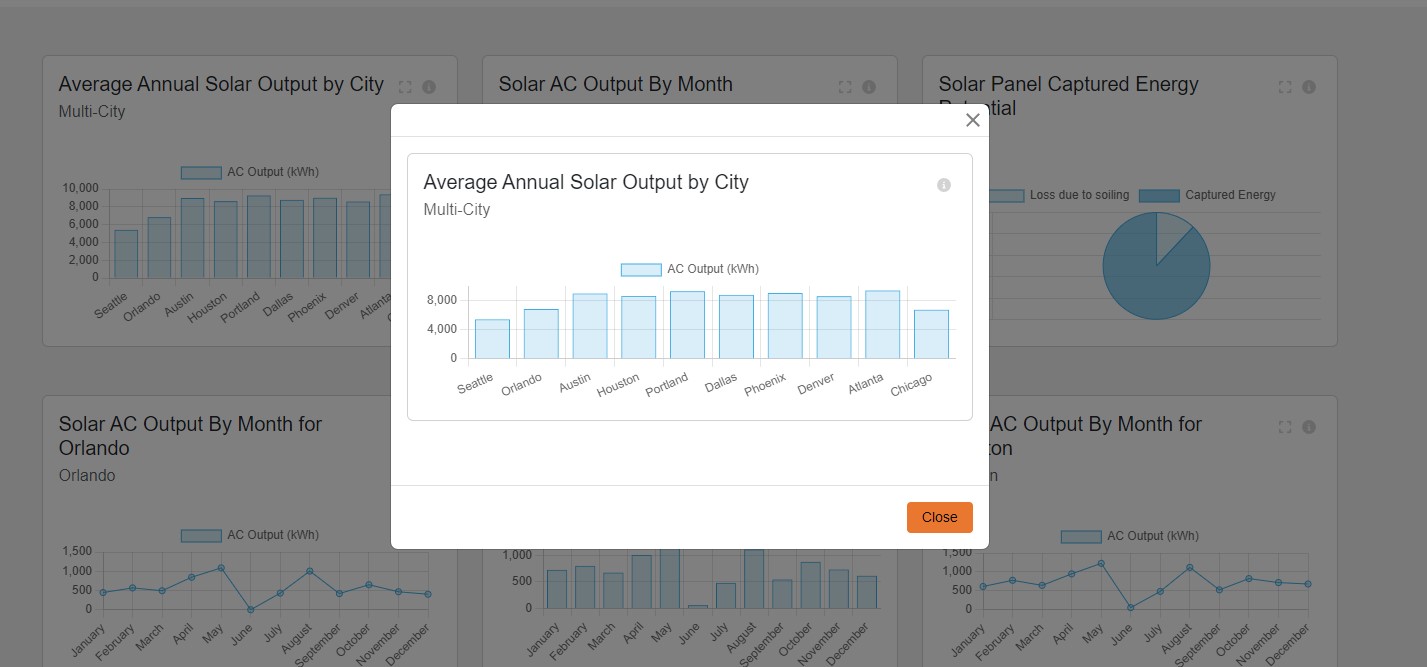 Average Annual Solar Output by City
Multi-City
AC Output (kWh)
10,000
8,000
6,000
4,000
2,000
0
Seattle
Orlando
Austin
Houston
Portland
Dallas
Phoenix
Denver
Atlanta
Solar AC Output By Month
Solar Panel Captured Energy
Loss due to soiling
Captured Energy
Average Annual Solar Output by City
Multi-City
AC Output (kWh)
8,000
4,000
0
Seattle
Orlando
Austin
Houston
Portland
Dallas
Phoenix
Denver
Atlanta
Chicago
Close
Solar AC Output By Month for
Orlando
Orlando
AC Output (kWh)
1,500
1,000
500
0
January
February
March
April
May
June
July
August
September
October
November
December
1,000
500
0
January
February
March
April
May
June
July
August
September
October
November
December
AC Output By Month for
AC Output (kWh)
1,500
1,000
500
0
January
February
March
April
May
June
July
August
September
October
November
December